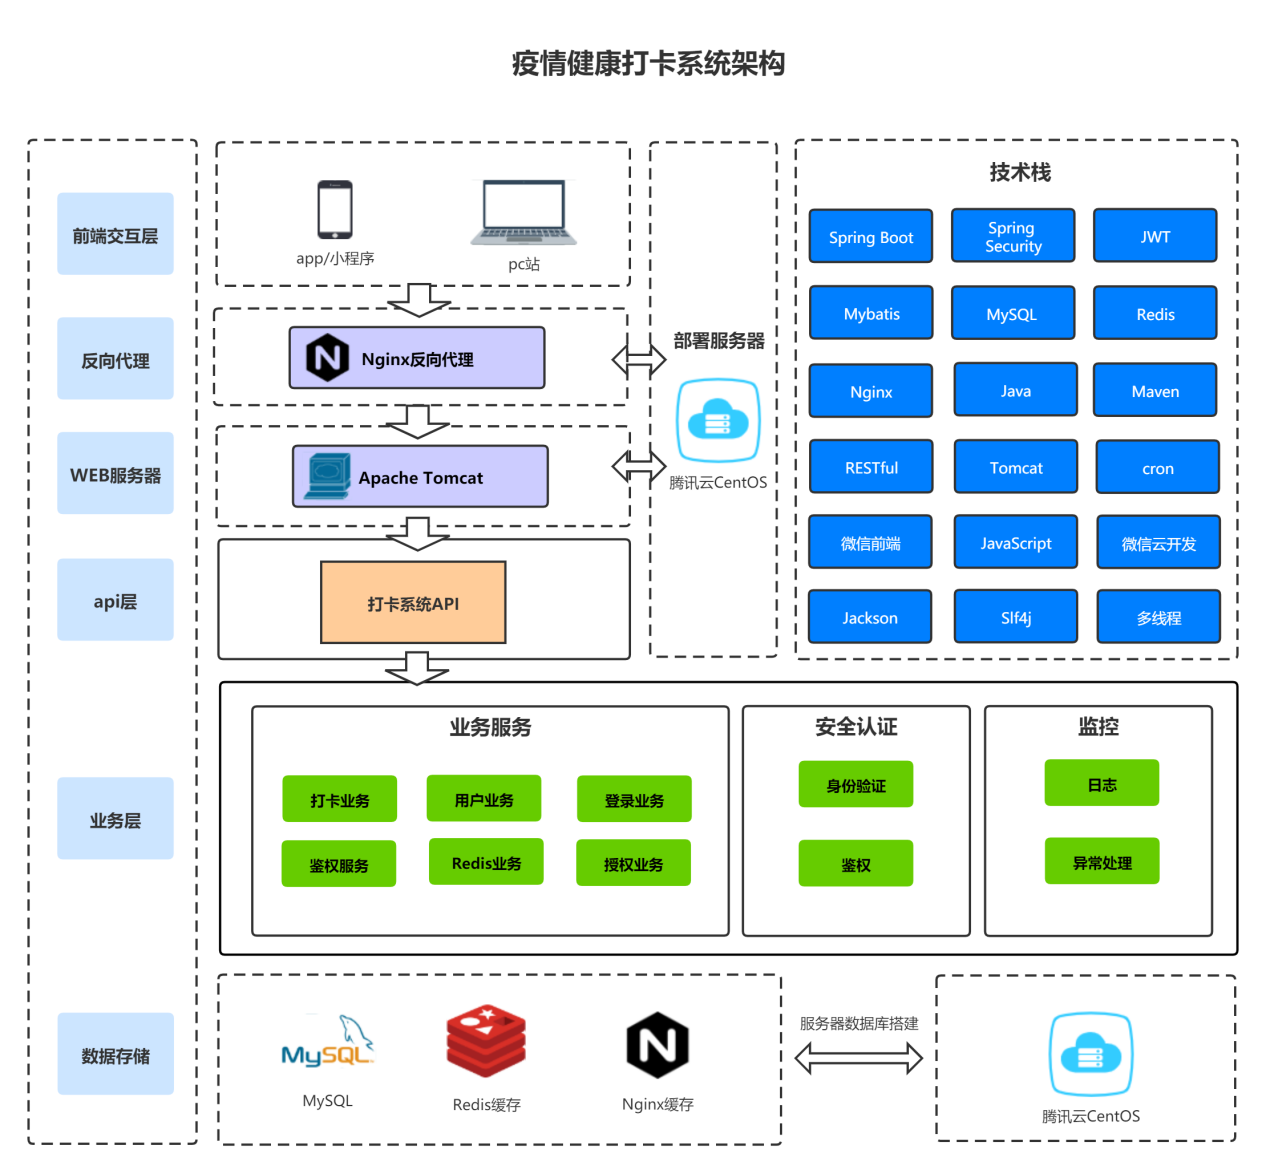 疫情健康打卡系统架构
前端交互层
反向代理
WEB服务器
api层
业务层
数据存储
app/小程序
pc站
Nginx反向代理
Apache Tomcat
打卡系统API
部署服务器
腾讯云CentOS
技术栈
Spring Boot
Spring
Security
JWT
Mybatis
MySQL
Redis
Nginx
Java
Maven
RESTful
Tomcat
cron
微信前端
JavaScript
微信云开发
Jackson
Slf4j
多线程
业务服务
打卡业务
用户业务
登录业务
鉴权服务
Redis业务
授权业务
安全认证
身份验证
鉴权
监控
日志
异常处理
MySQL
MySQL
Redis缓存
Nginx缓存
服务器数据库搭建
腾讯云CentOS